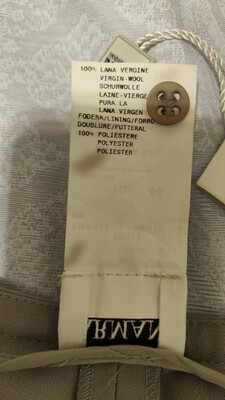 100% LANA VERGINE
VIRGIN-WOOL
SCHURWOLLE
LAINE-VIERGE
PURA LA
LANA VIRGEN
FODERA/LINING/FORRO
DOUBLURE/FUTTERAL
100% POLIESTERE
POLYESTER
POLIESTER
ARMAN